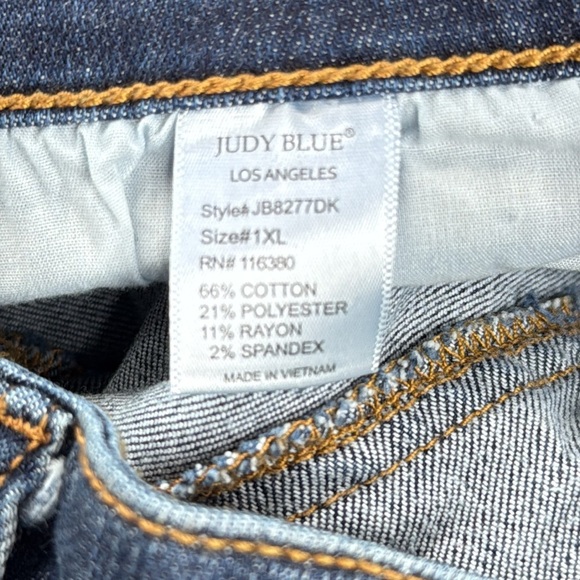 JUDY BLUE®
LOS ANGELES
Style#JB8277DK
Size#1XL
RN# 116380
66% COTTON
21% POLYESTER
11% RAYON
2% SPANDEX
MADE IN VIETNAM